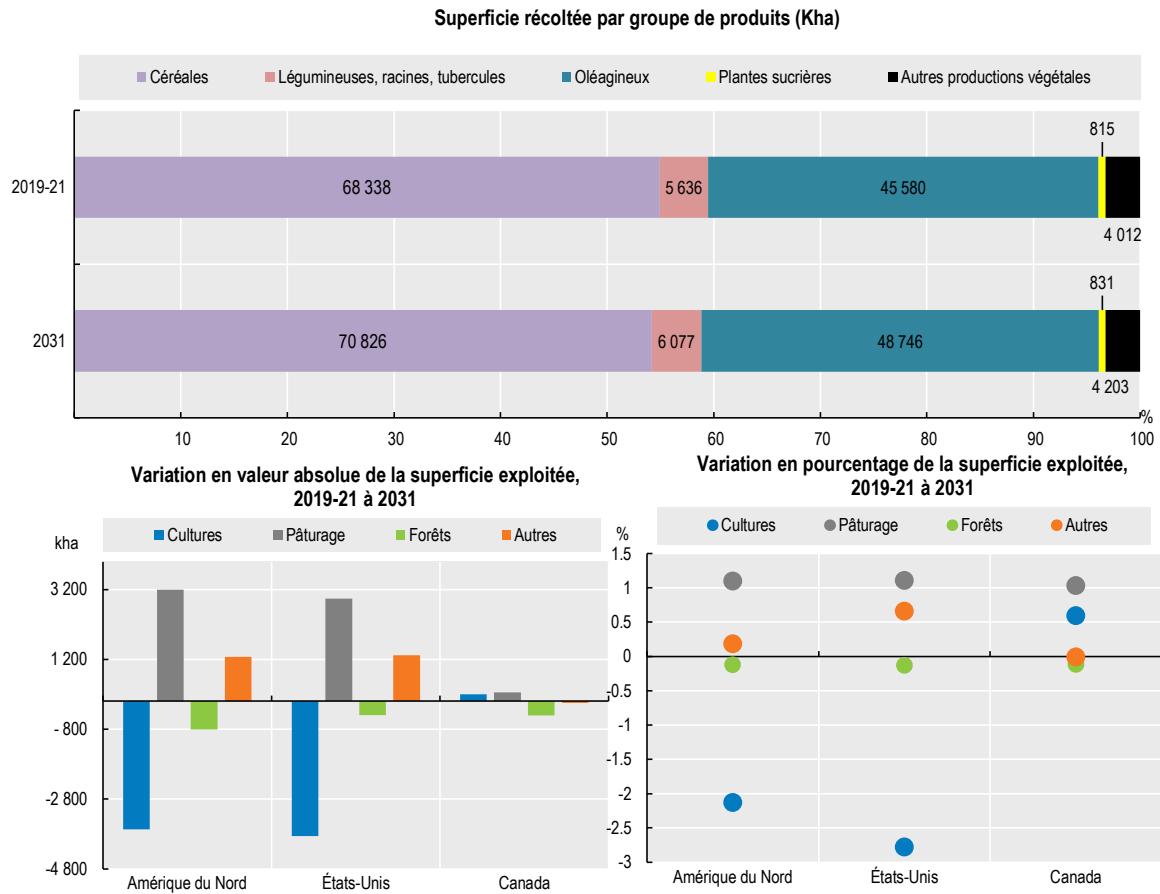 Superficie récoltée par groupe de produits (Kha)
Céréales Légumineuses, racines, tubercules Oléagineux Plantes sucrières Autres productions végétales
815
2019-21 68 338 5 636 45 580
4 012
831
2031 70 826 6 077 48 746
4 203
%
10 20 30 40 50 60 70 80 90 100
Variation en valeur absolue de la superficie exploitée,
2019-21 à 2031
Cultures Pâturage Forêts Autres
kha
3 200
1 200
- 800
-2 800
-4 800
Amérique du Nord États-Unis Canada
Variation en pourcentage de la superficie exploitée,
2019-21 à 2031
Cultures Pâturage Forêts Autres
%
1.5
1
0.5
0
-0.5
-1
-1.5
-2
-2.5
-3
Amérique du Nord États-Unis Canada